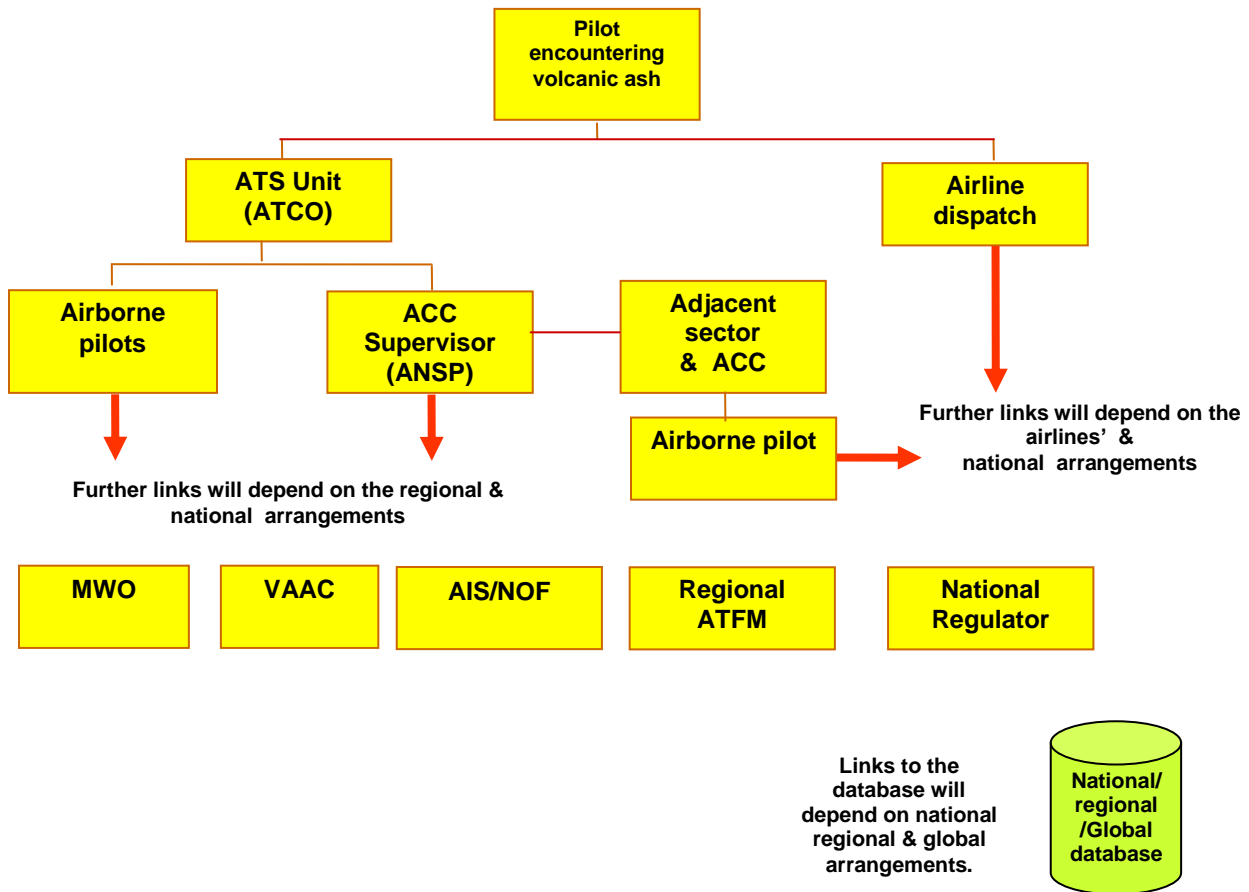 Pilot
encountering
volcanic ash
ATS Unit
(ATCO)
Airline
dispatch
Airborne
pilots
ACC
Supervisor
(ANSP)
Adjacent
sector
& ACC
Airborne pilot
Further links will depend on the
airlines' &
national arrangements
Further links will depend on the regional &
national arrangements
MWO
VAAC
AIS/NOF
Regional
ATFM
National
Regulator
Links to the
database will
depend on national
regional & global
arrangements.
National/
regional
/Global
database